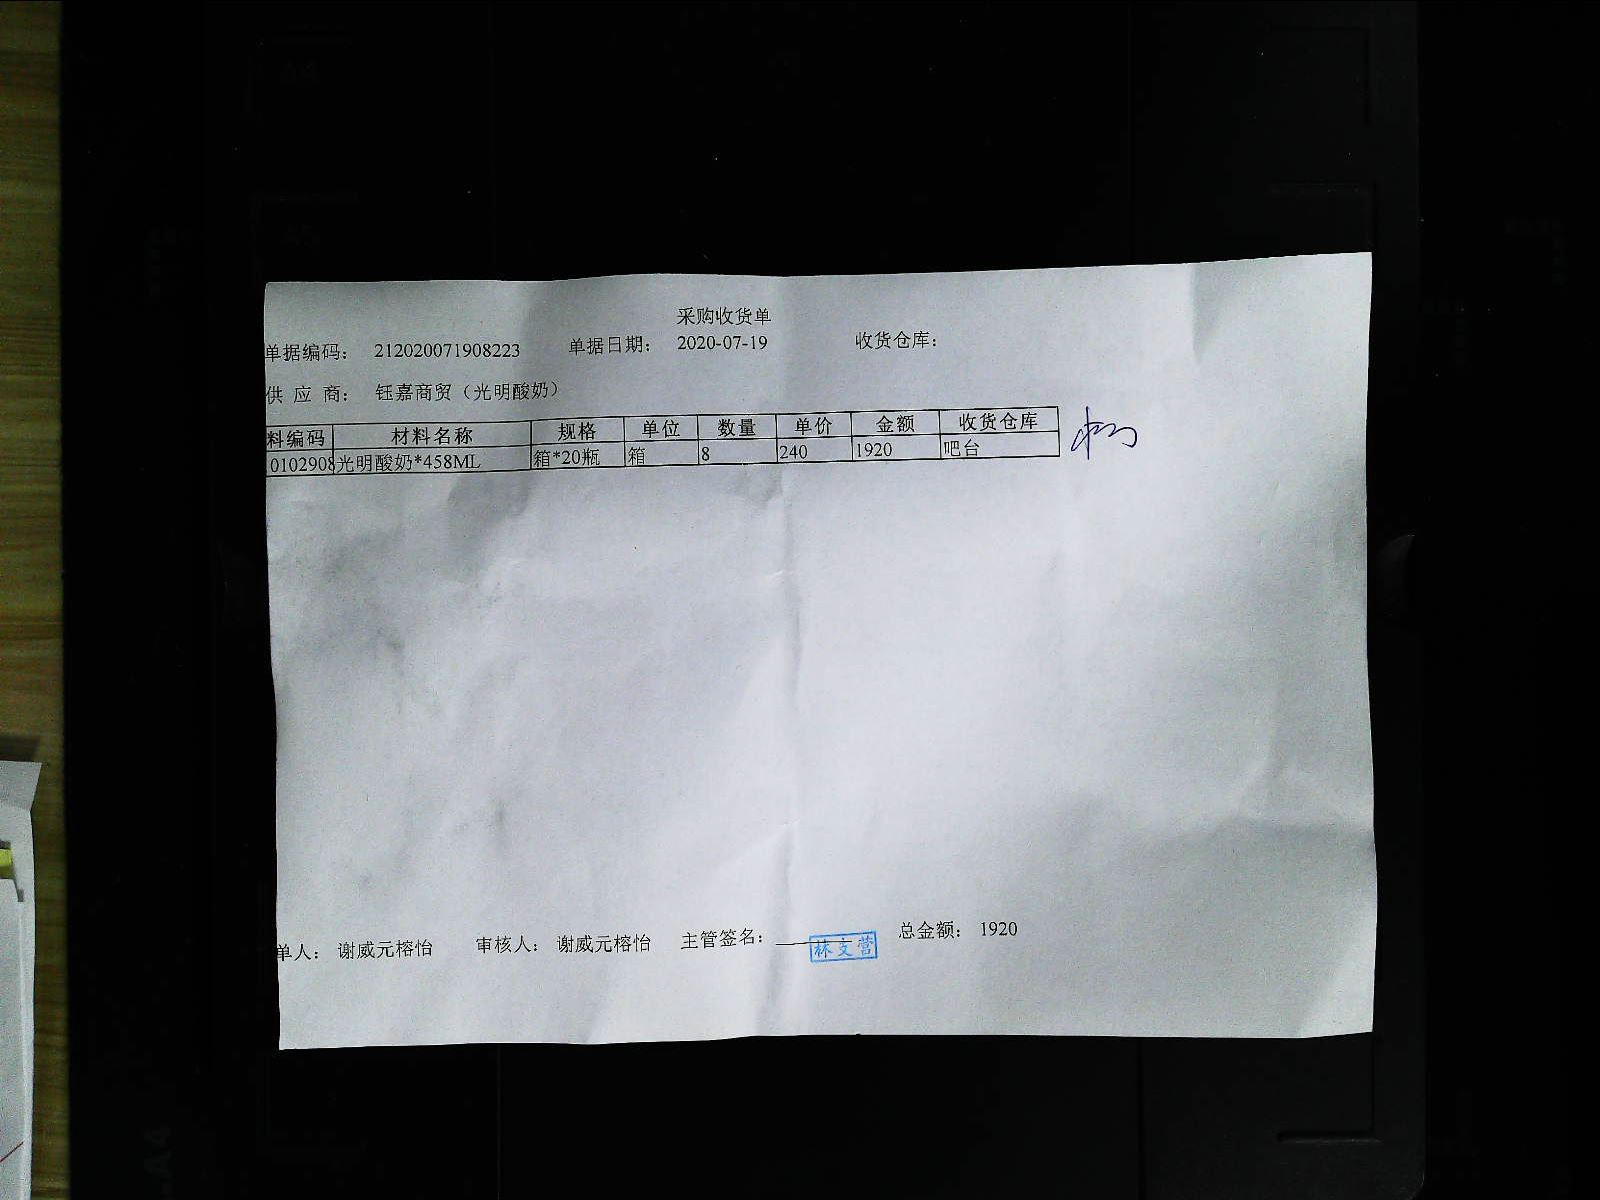 采购收货单
单据编码： 212020071908223 单据日期： 2020-07-19 收货仓库：
供 应 商： 钰嘉商贸（光明酸奶）
料编码 材料名称 规格 单位 数量 单价 金额 收货仓库
0102908 光明酸奶*458ML 箱*20瓶 箱 8 240 1920 吧台
单人： 谢威元榕怡 审核人： 谢威元榕怡 主管签名： 林文营 总金额： 1920